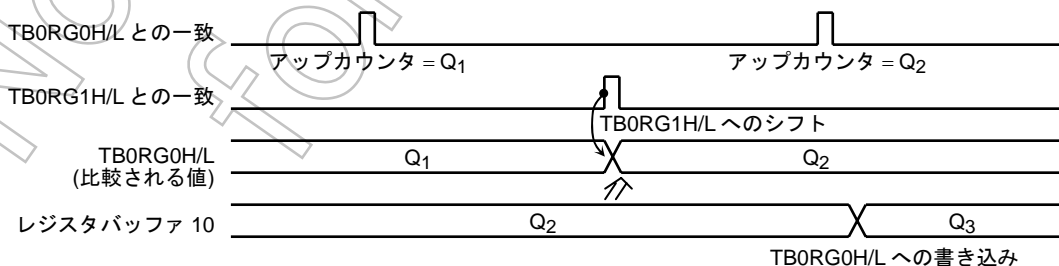 TB0RG0H/L との一致
アップカウンタ = Q1
アップカウンタ = Q2
TB0RG1H/L との一致
TB0RG1H/L へのシフト
TB0RG0H/L
(比較される値)
Q1
Q2
レジスタバッファ 10
Q2
Q3
TB0RG0H/L への書き込み